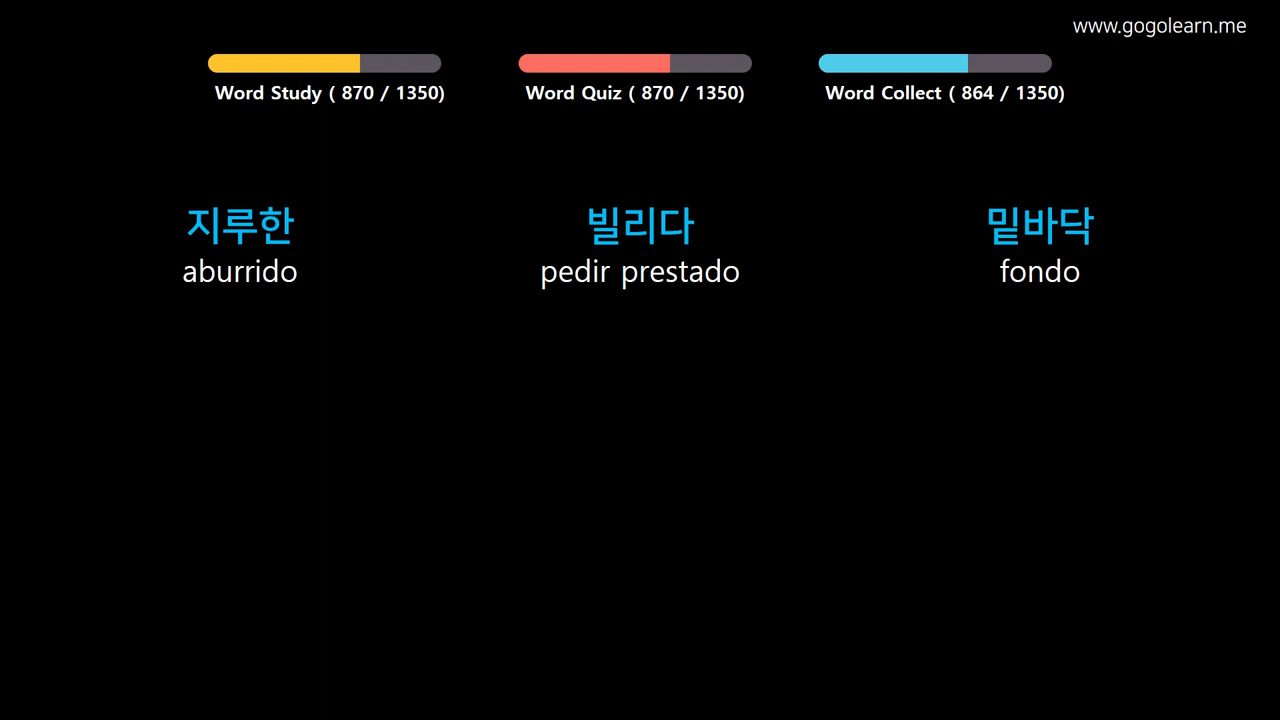 www.gogolearn.me
Word Study ( 870 / 1350)
Word Quiz ( 870 / 1350)
Word Collect ( 864 / 1350)
지루한
aburrido
빌리다
pedir prestado
밑바닥
fondo